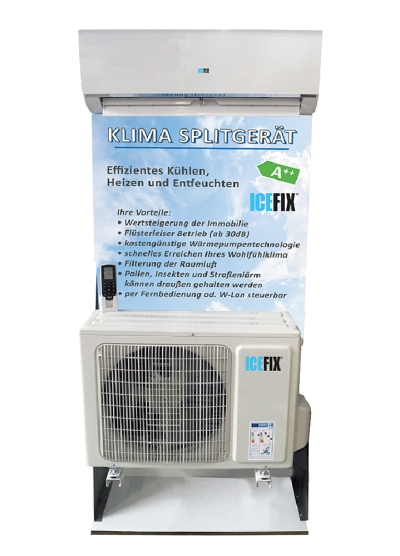 ICEFIX
KLIMA SPLITGERÄT
Effizientes Kühlen,
Heizen und Entfeuchten
A++
ICEFIX®
Ihre Vorteile:
• Wertsteigerung der Immobilie
• Flüsterleiser Betrieb (ab 30dB)
• kostengünstige Wärmepumpentechnologie
• schnelles Erreichen Ihres Wohlfühlklima
• Filterung der Raumluft
• Pollen, Insekten und Straßenlärm
können draußen gehalten werden
• per Fernbedienung od. W-Lan steuerbar
ICEFIX®